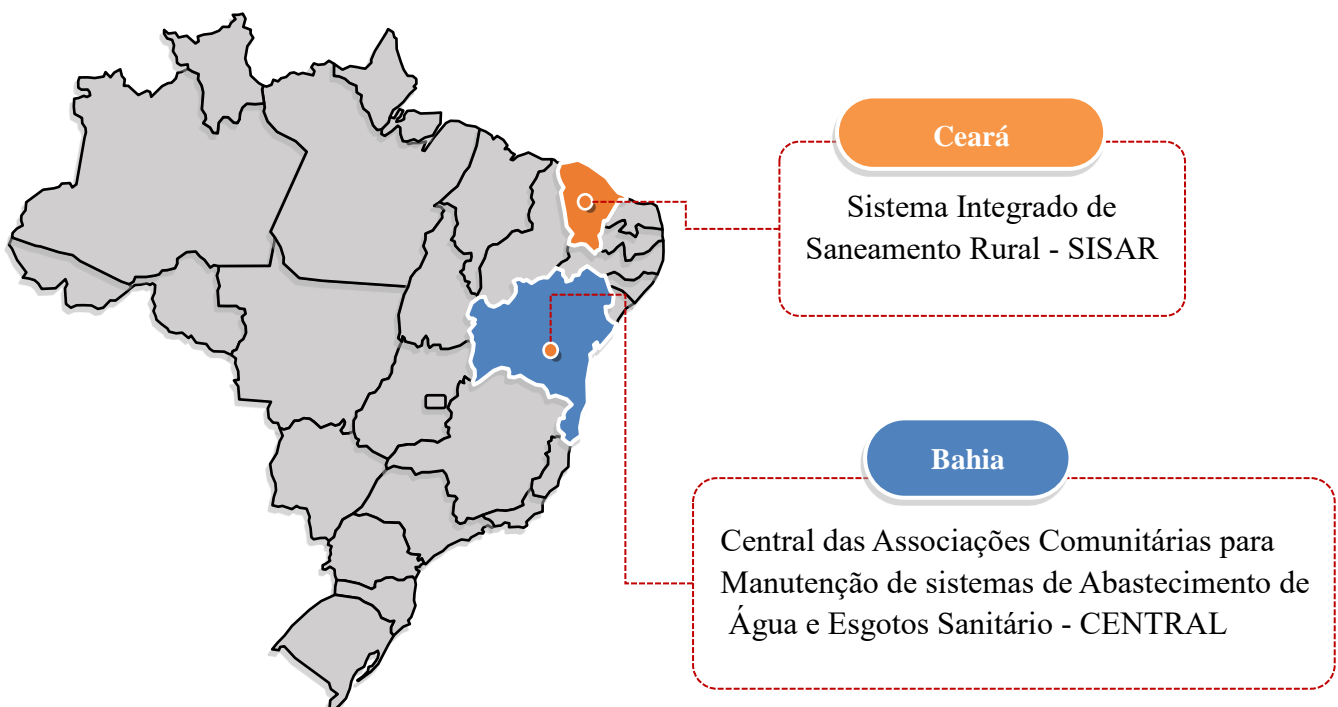 Ceará
Sistema Integrado de
Saneamento Rural - SISAR
Bahia
Central das Associações Comunitárias para
Manutenção de sistemas de Abastecimento de
Água e Esgotos Sanitário - CENTRAL